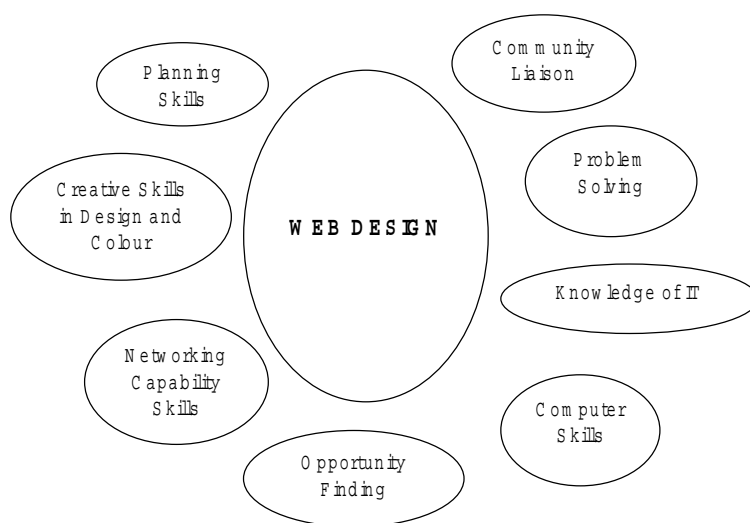 Community
Liaison
Planning
Skills
Problem
Solving
Creative Skills
in Design and
Colour
WEB DESIGN
Knowledge of IT
Networking
Capability
Skills
Computer
Skills
Opportunity
Finding